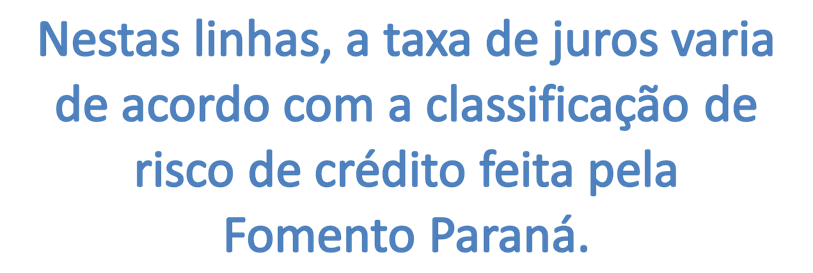 Nestas linhas, a taxa de juros varia
de acordo com a classificação de
risco de crédito feita pela
Fomento Paraná.